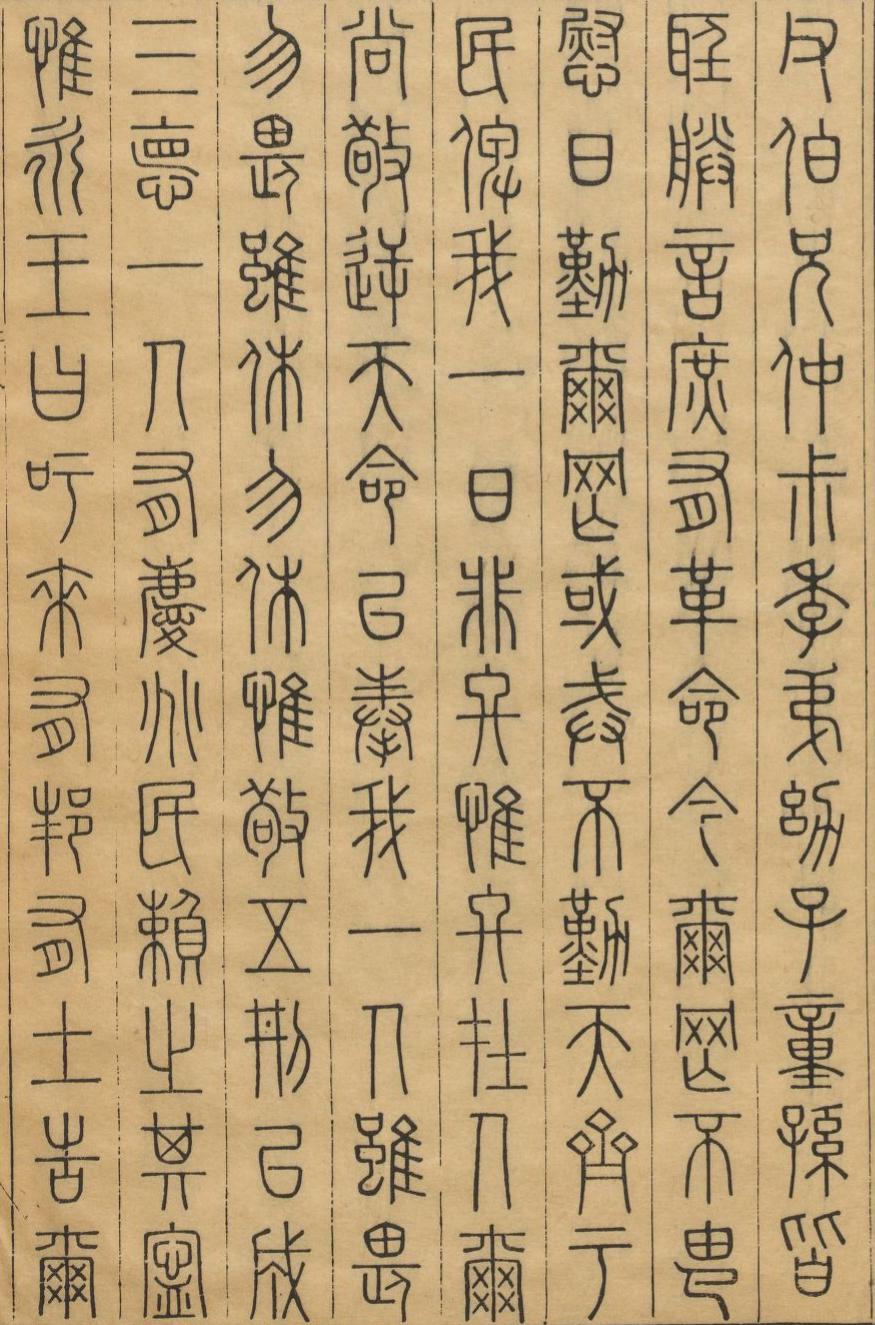 父伯兄仲叔季弟幼子童孫皆
聽朕言庶有革命今爾罔不由
慰日勤爾罔或戒不勤天齊于
民俾我一日非終惟終在人爾
尚敬逆天命以奉我一人雖畏
勿畏雖休勿休惟敬五刑以成
三悳一人有慶兆民賴之其寧
惟永王曰吁來有邦有土告爾